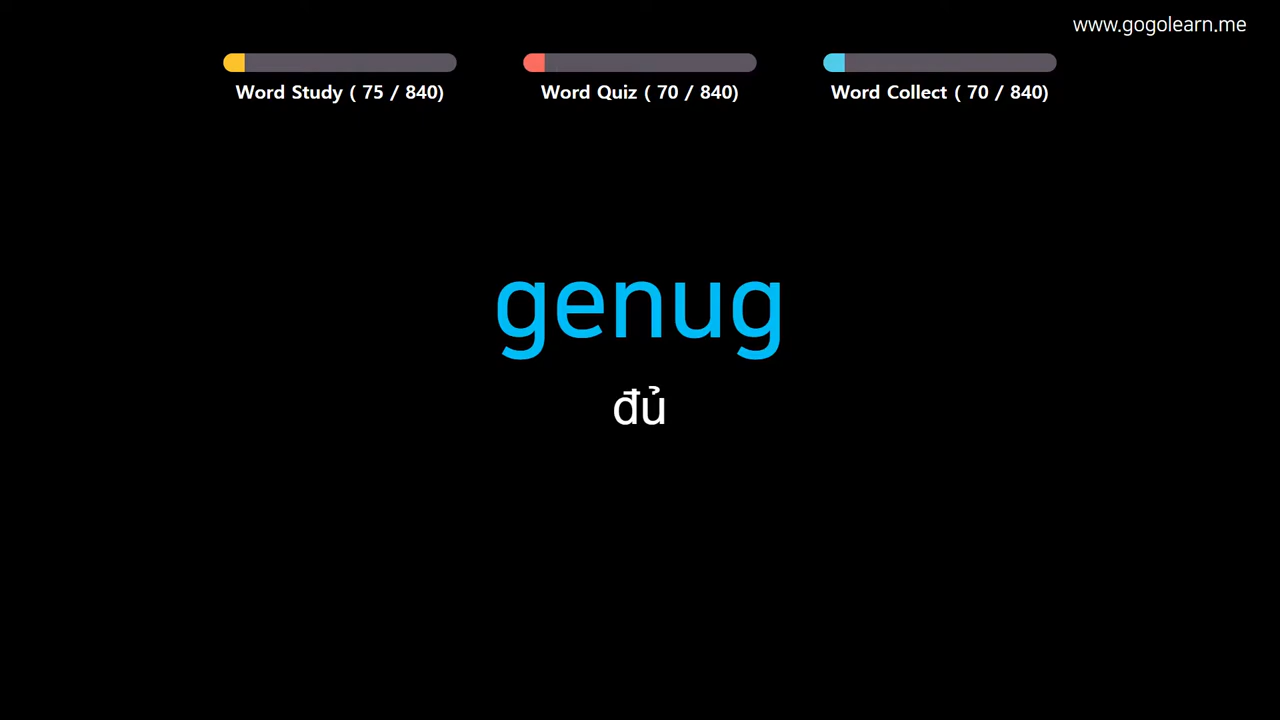 www.gogolearn.me
Word Study ( 75 / 840)
Word Quiz ( 70 / 840)
Word Collect ( 70 / 840)
genug
đủ